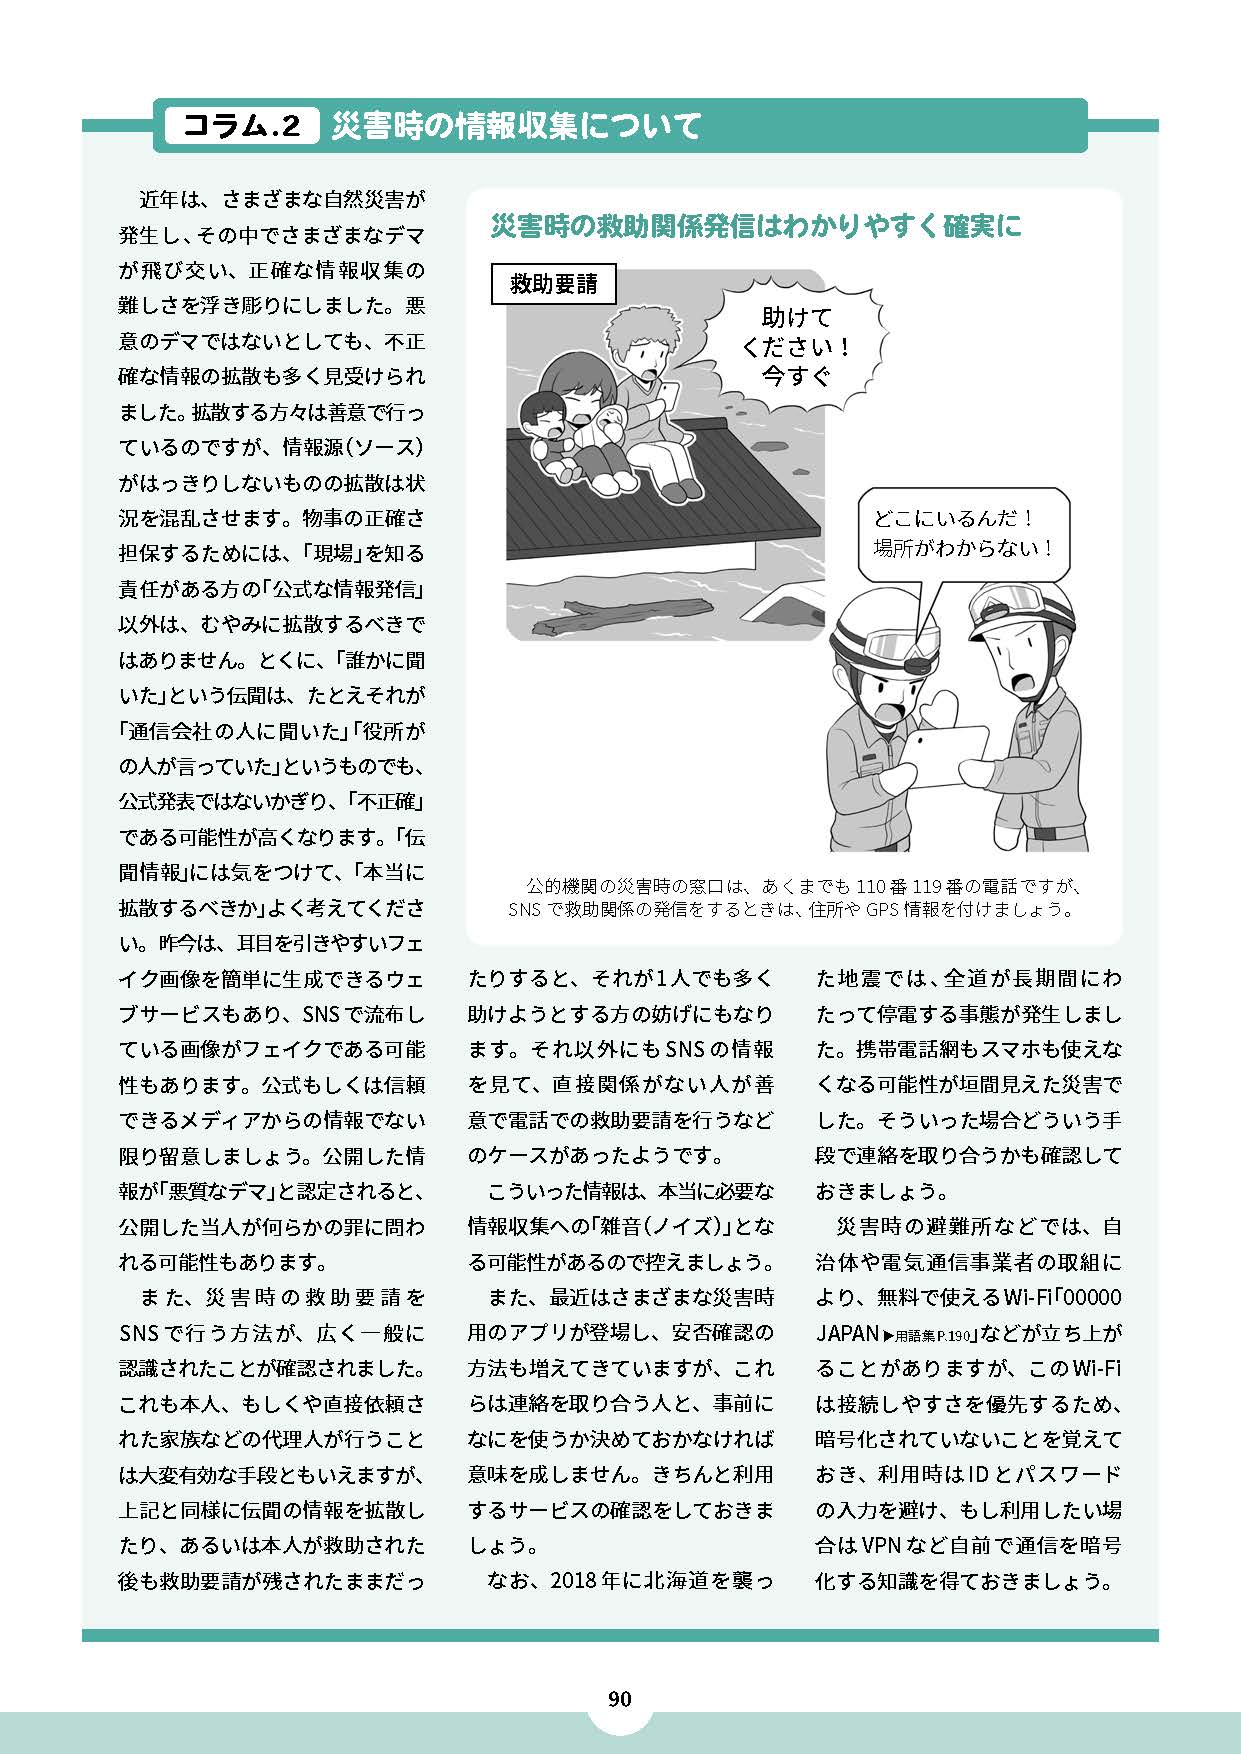 コラム.2 災害時の情報収集について
近年は、さまざまな自然災害が
発生し、その中でさまざまなデマ
が飛び交い、正確な情報収集の
難しさを浮き彫りにしました。悪
意のデマではないとしても、不正
確な情報の拡散も多く見受けられ
ました。拡散する方々は善意で行っ
ているのですが、情報源（ソース）
がはっきりしないものの拡散は状
況を混乱させます。物事の正確さ
担保するためには、「現場」を知る
責任がある方の「公式な情報発信」
以外は、むやみに拡散するべきで
はありません。とくに、「誰かに聞
いた」という伝聞は、たとえそれが
「通信会社の人に聞いた」「役所が
の人が言っていた」というものでも、
公式発表ではないかぎり、「不正確」
である可能性が高くなります。「伝
聞情報」には気をつけて、「本当に
拡散するべきか」よく考えてくださ
い。昨今は、耳目を引きやすいフェ
イク画像を簡単に生成できるウェ
ブサービスもあり、SNSで流布し
ている画像がフェイクである可能
性もあります。公式もしくは信頼
できるメディアからの情報でない
限り留意しましょう。公開した情
報が「悪質なデマ」と認定されると、
公開した当人が何らかの罪に問わ
れる可能性もあります。
また、災害時の救助要請を
SNSで行う方法が、広く一般に
認識されたことが確認されました。
これも本人、もしくや直接依頼さ
れた家族などの代理人が行うこと
は大変有効な手段ともいえますが、
上記と同様に伝聞の情報を拡散し
たり、あるいは本人が救助された
後も救助要請が残されたままだっ
災害時の救助関係発信はわかりやすく確実に
救助要請
助けて
ください！
今すぐ
どこにいるんだ！
場所がわからない！
公的機関の災害時の窓口は、あくまでも110番119番の電話ですが、
SNSで救助関係の発信をするときは、住所やGPS情報を付けましょう。
たりすると、それが1人でも多く
助けようとする方の妨げにもなり
ます。それ以外にもSNSの情報
を見て、直接関係がない人が善
意で電話での救助要請を行うなど
のケースがあったようです。
こういった情報は、本当に必要な
情報収集への「雑音（ノイズ）」とな
る可能性があるので控えましょう。
また、最近はさまざまな災害時
用のアプリが登場し、安否確認の
方法も増えてきていますが、これ
らは連絡を取り合う人と、事前に
なにを使うか決めておかなければ
意味を成しません。きちんと利用
するサービスの確認をしておきま
しょう。
なお、2018年に北海道を襲っ
た地震では、全道が長期間にわ
たって停電する事態が発生しまし
た。携帯電話網もスマホも使えな
くなる可能性が垣間見えた災害で
した。そういった場合どういう手
段で連絡を取り合うかも確認して
おきましょう。
災害時の避難所などでは、自
治体や電気通信事業者の取組に
より、無料で使えるWi-Fi「00000
JAPAN▶用語集P.190」などが立ち上が
ることがありますが、このWi-Fi
は接続しやすさを優先するため、
暗号化されていないことを覚えて
おき、利用時はIDとパスワード
の入力を避け、もし利用したい場
合はVPNなど自前で通信を暗号
化する知識を得ておきましょう。
90